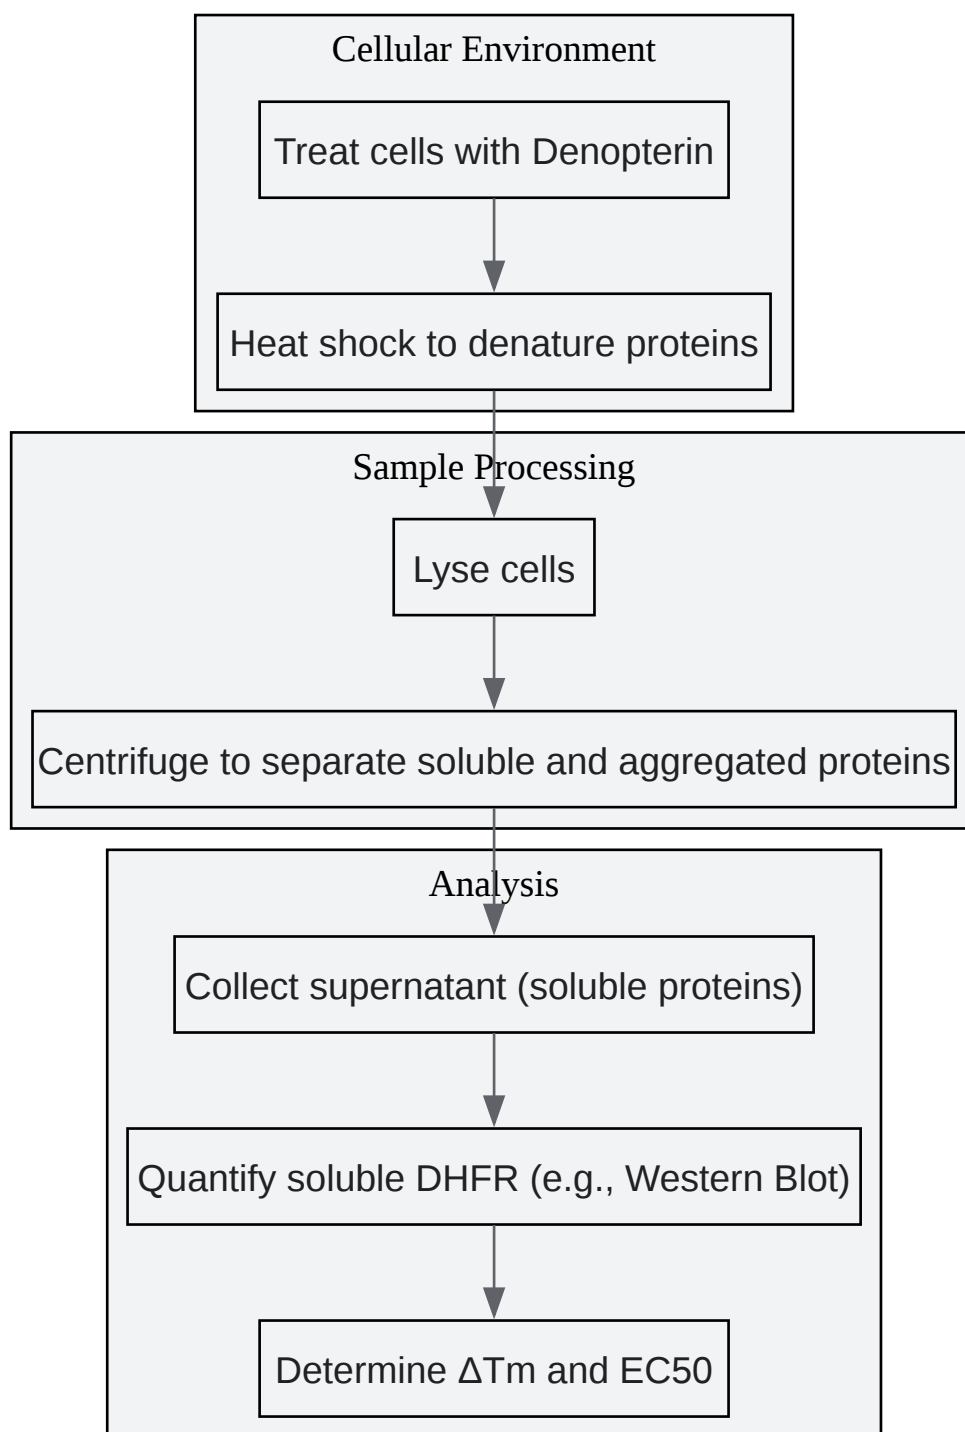 Cellular Environment
Treat cells with Denopterin
Heat shock to denature proteins
Sample Processing
Lyse cells
Centrifuge to separate soluble and aggregated proteins
Analysis
Collect supernatant (soluble proteins)
Quantify soluble DHFR (e.g., Western Blot)
Determine ΔTm and EC50